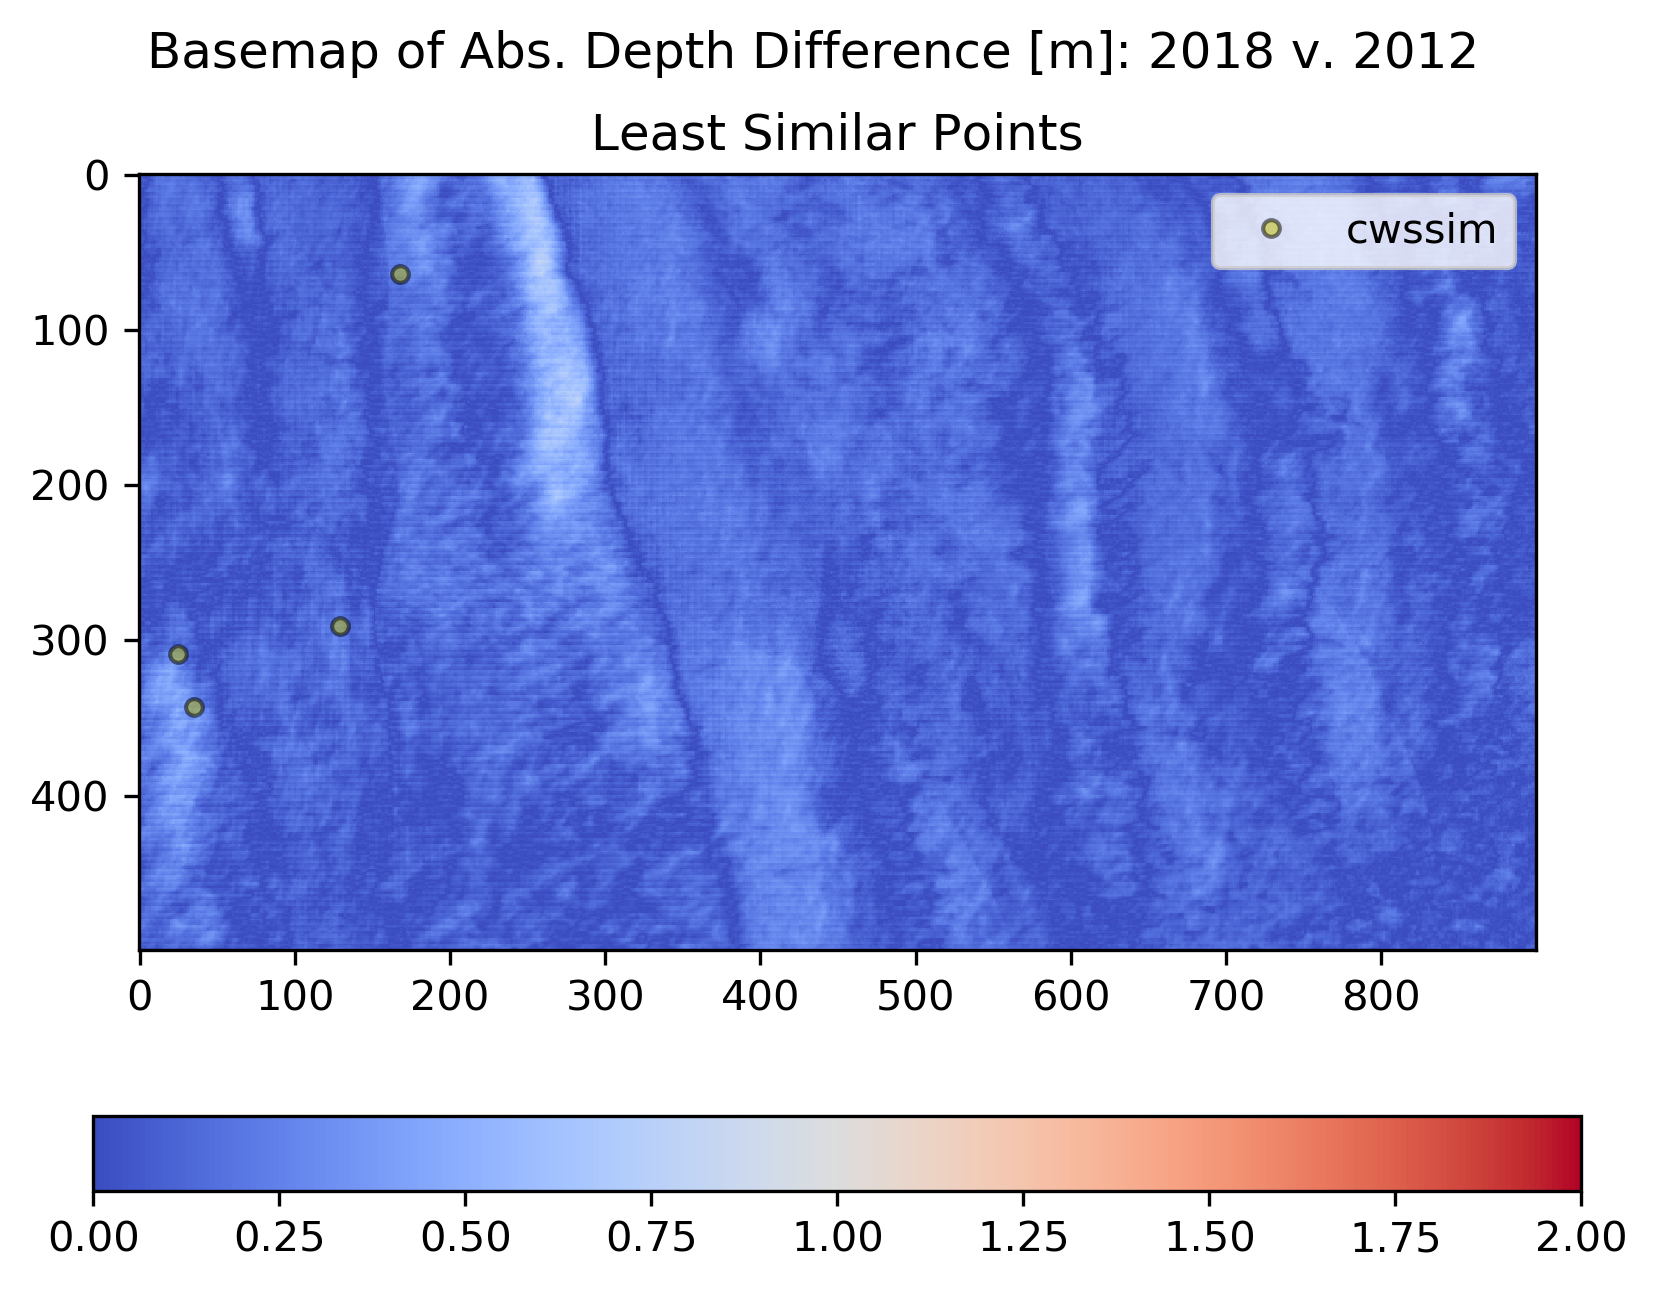 Basemap of Abs. Depth Difference [m]: 2018 v. 2012
Least Similar Points
cwssim
0
100
200
300
400
0 100 200 300 400 500 600 700 800
0.00 0.25 0.50 0.75 1.00 1.25 1.50 1.75 2.00